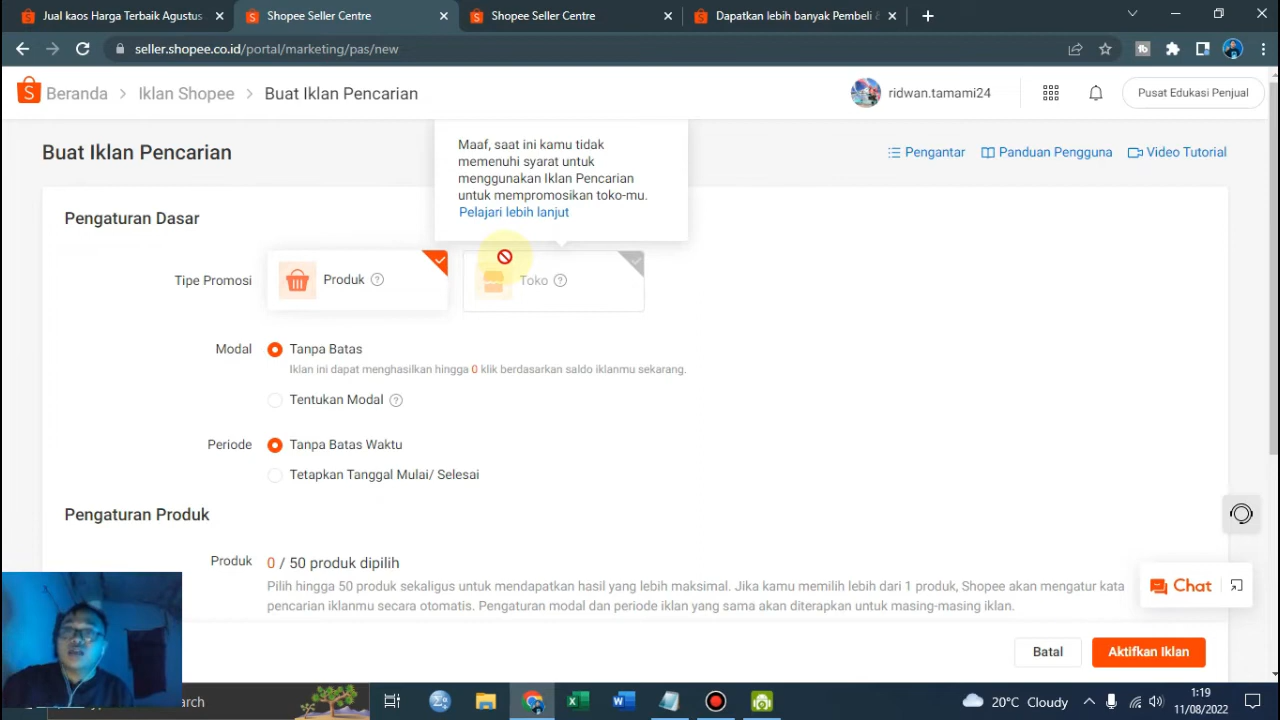 Jual kaos Harga Terbaik Agustus
Shopee Seller Centre
Shopee Seller Centre
Dapatkan lebih banyak Pembeli &
seller.shopee.co.id/portal/marketing/pas/new
Beranda > Iklan Shopee > Buat Iklan Pencarian
ridwan.tamami24
Pusat Edukasi Penjual
Buat Iklan Pencarian
Pengantar
Panduan Pengguna
Video Tutorial
Maaf, saat ini kamu tidak
memenuhi syarat untuk
menggunakan Iklan Pencarian
untuk mempromosikan toko-mu.
Pelajari lebih lanjut
Pengaturan Dasar
Tipe Promosi
Produk
Toko
Modal
Tanpa Batas
Iklan ini dapat menghasilkan hingga 0 klik berdasarkan saldo iklanmu sekarang.
Tentukan Modal
Periode
Tanpa Batas Waktu
Tetapkan Tanggal Mulai/ Selesai
Pengaturan Produk
Produk
0 / 50 produk dipilih
Pilih hingga 50 produk sekaligus untuk mendapatkan hasil yang lebih maksimal. Jika kamu memilih lebih dari 1 produk, Shopee akan mengatur kata
pencarian iklanmu secara otomatis. Pengaturan modal dan periode iklan yang sama akan diterapkan untuk masing-masing iklan.
Chat
Batal
Aktifkan Iklan
20°C Cloudy
1:19
11/08/2022